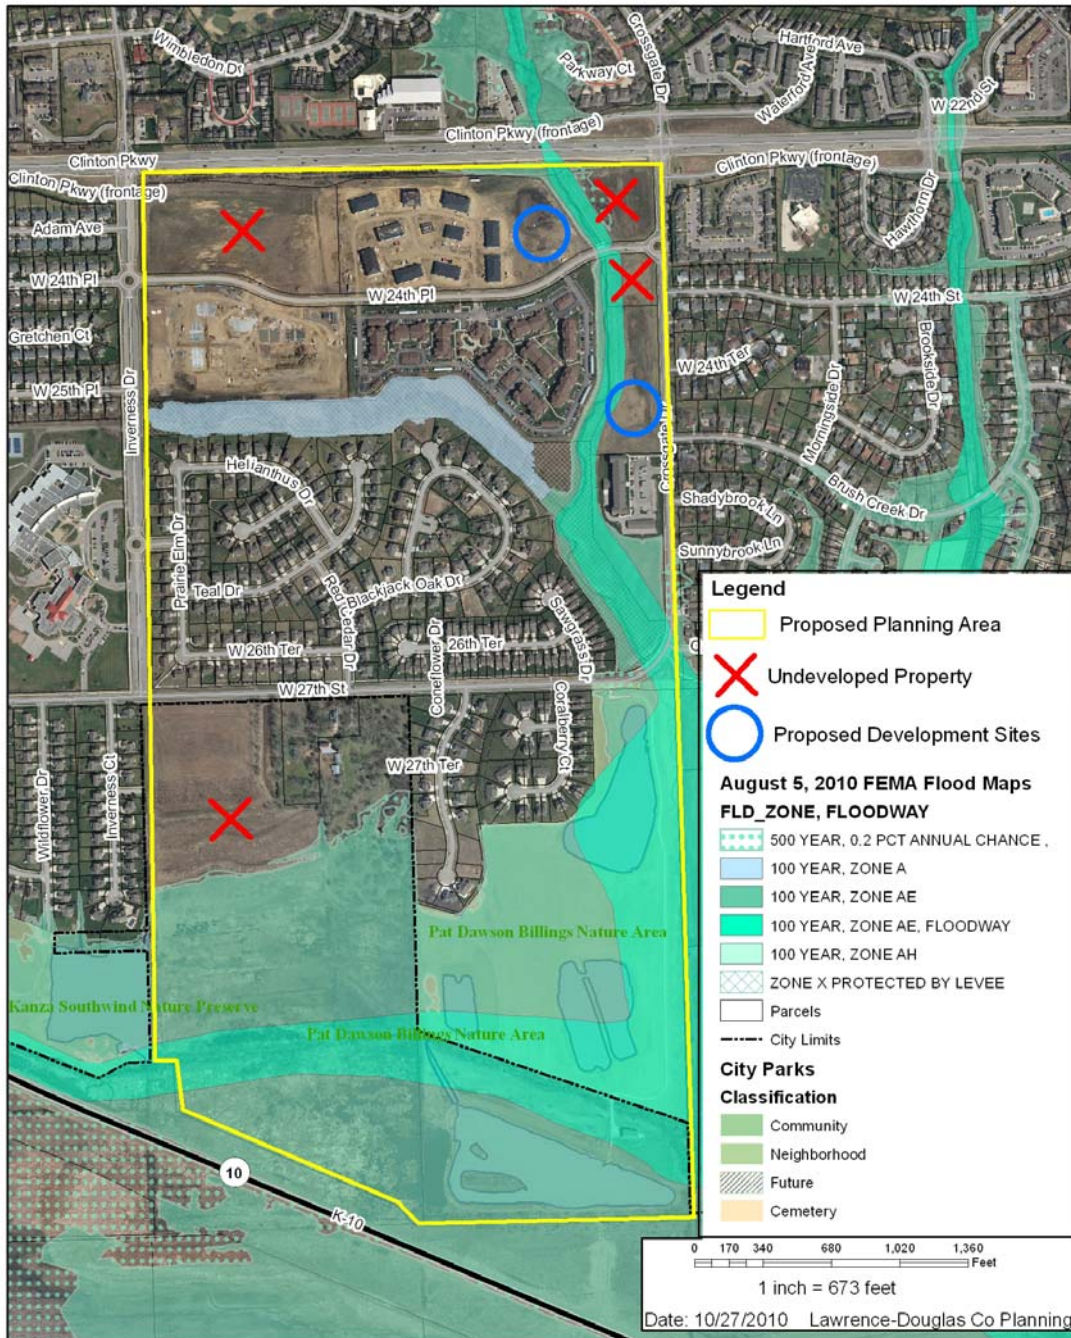 Wimbledon Dr
Crossgate Dr
Parkway Ct
Hartford Ave
Waterford Ave
W 22nd St
Clinton Pkwy (frontage)
Clinton Pkwy
Clinton Pkwy (frontage)
Clinton Pkwy (frontage)
Adam Ave
Hawthorn Dr
W 24th Pl
W 24th Pl
W 24th St
Gretchen Ct
W 24th Ter
Brookside Dr
W 25th Pl
Inverness Dr
Morningside Dr
Crossgate Dr
Helianthus Dr
Brush Creek Dr
Shadybrook Ln
Sunnybrook Ln
Prairie Elm Dr
Teal Dr
Red Cedar Dr
Blackjack Oak Dr
Sawgrass Dr
W 26th Ter
Coneflower Dr
26th Ter
W 27th St
Coralberry Ct
W 27th Ter
Wildflower Dr
Inverness Ct
Pat Dawson Billings Nature Area
Kanza Southwind Nature Preserve
Pat Dawson Billings Nature Area
10
K-10
Legend
Proposed Planning Area
Undeveloped Property
Proposed Development Sites
August 5, 2010 FEMA Flood Maps
FLD_ZONE, FLOODWAY
500 YEAR, 0.2 PCT ANNUAL CHANCE ,
100 YEAR, ZONE A
100 YEAR, ZONE AE
100 YEAR, ZONE AE, FLOODWAY
100 YEAR, ZONE AH
ZONE X PROTECTED BY LEVEE
Parcels
City Limits
City Parks
Classification
Community
Neighborhood
Future
Cemetery
0 170 340 680 1,020 1,360
Feet
1 inch = 673 feet
Date: 10/27/2010 Lawrence-Douglas Co Planning